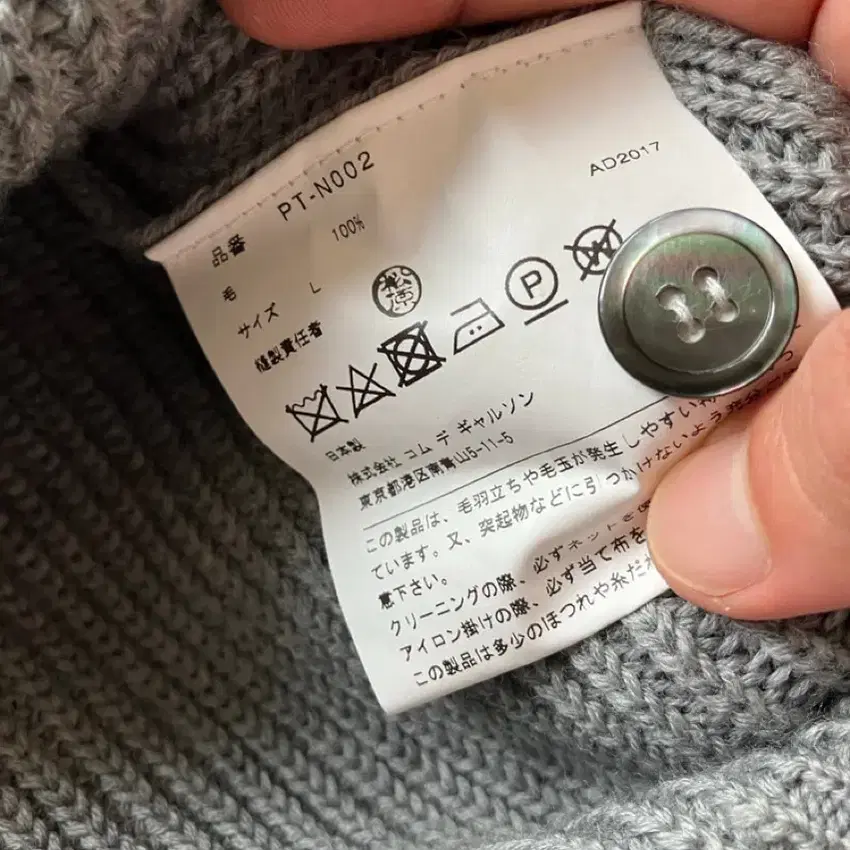 品番 PT-N002 AD2017
毛 100%
サイズ L
縫製責任者 松原
P W
日本製
株式会社 コム デ ギャルソン
東京都港区南青山5-11-5
この製品は、毛羽立ちや毛玉が発生しやすい
ています。又、突起物などに引っかけないよう充分
意下さい。
クリーニングの際、必ずネットを
アイロン掛けの際、必ず当て布を
この製品は多少のほつれや糸だ